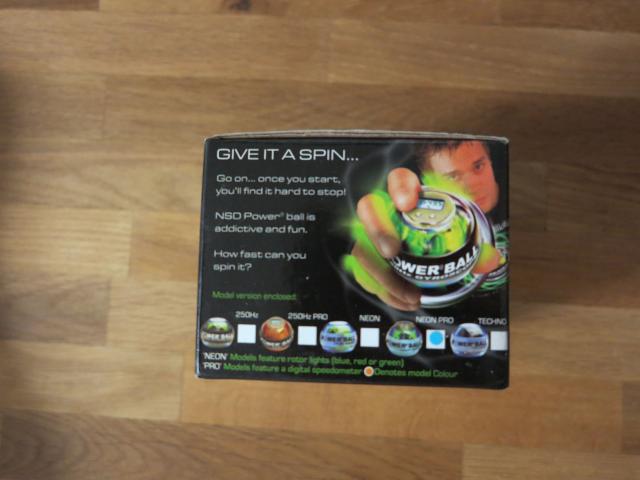 GIVE IT A SPIN...
Go on... once you start,
you'll find it hard to stop!
NSD Power® ball is
addictive and fun.
How fast can you
spin it?
POWER BALL
Model version enclosed:
250Hz 250Hz PRO NEON NEON PRO TECHNO
'NEON' Models feature rotor lights (blue, red or green)
'PRO' Models feature a digital speedometer Denotes model Colour